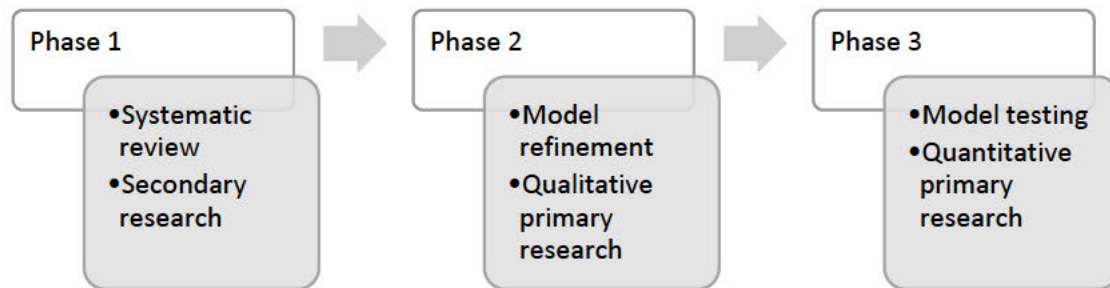 Phase 1
•Systematic
review
•Secondary
research
Phase 2
•Model
refinement
•Qualitative
primary
research
Phase 3
•Model testing
•Quantitative
primary
research